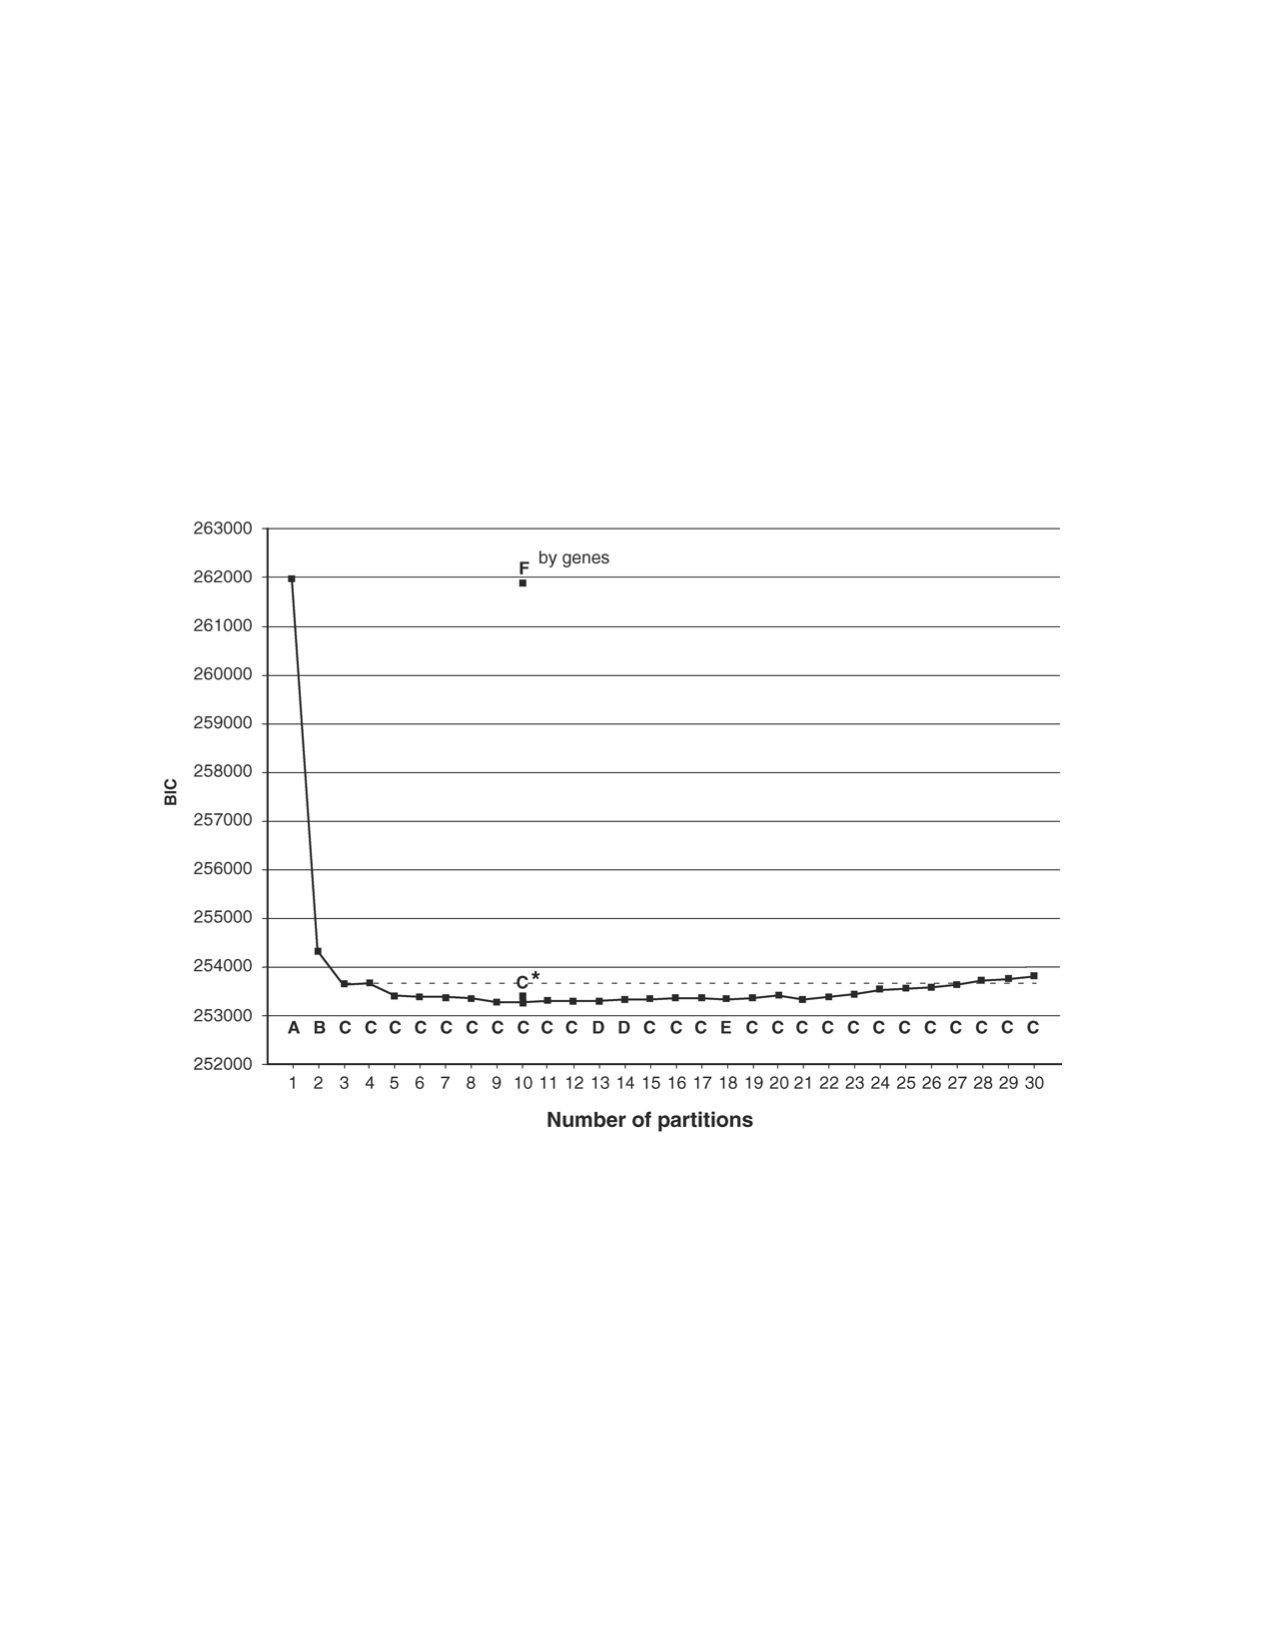 263000
F by genes
262000
261000
260000
259000
258000
BIC
257000
256000
255000
254000
C*
253000
A B C C C C C C C C C C D D C C C E C C C C C C C C C C C C
252000
1 2 3 4 5 6 7 8 9 10 11 12 13 14 15 16 17 18 19 20 21 22 23 24 25 26 27 28 29 30
Number of partitions